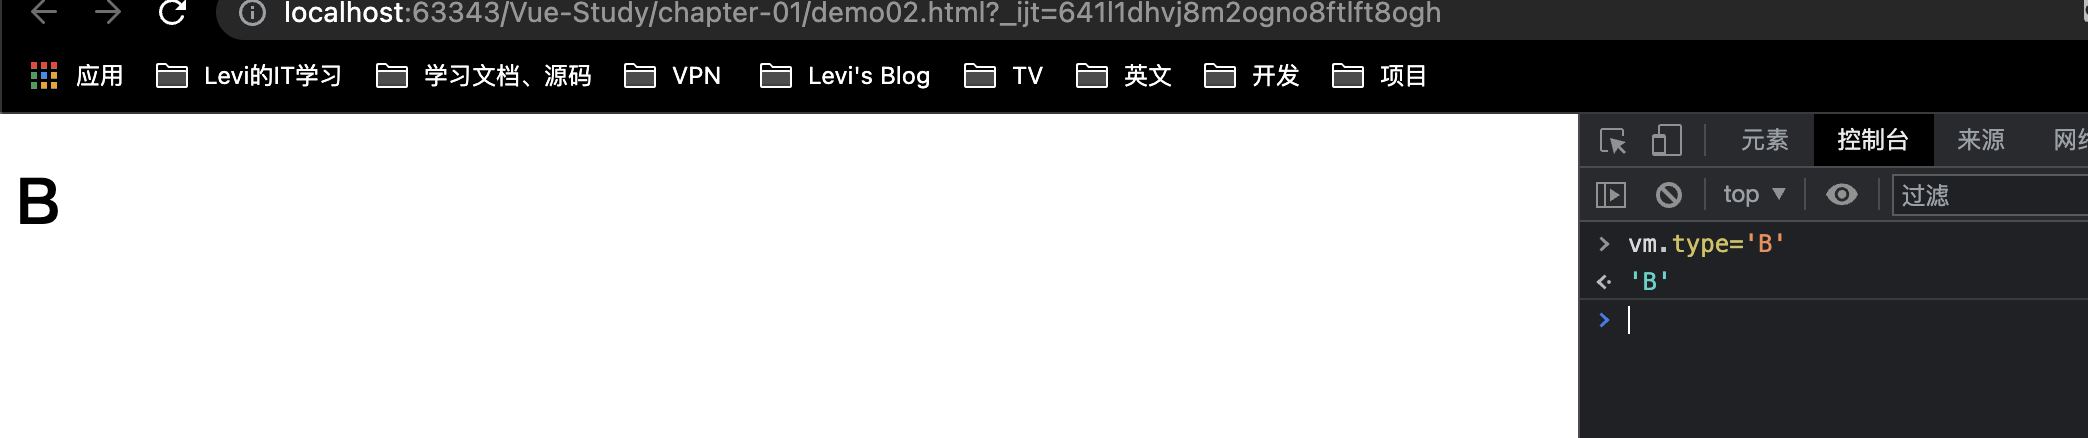 localhost:63343/Vue-Study/chapter-01/demo02.html?_ijt=641l1dhvj8m2ogno8ftlft8ogh
应用 Levi的IT学习 学习文档、源码 VPN Levi's Blog TV 英文 开发 项目
元素 控制台 来源 网络
top 过滤
B
> vm.type='B'
'B'
>